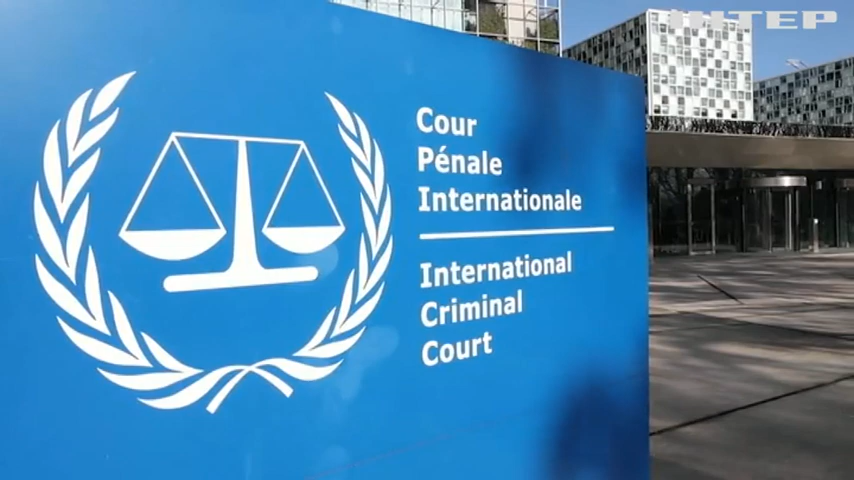 ІНТЕР
Cour
Pénale
Internationale
International
Criminal
Court